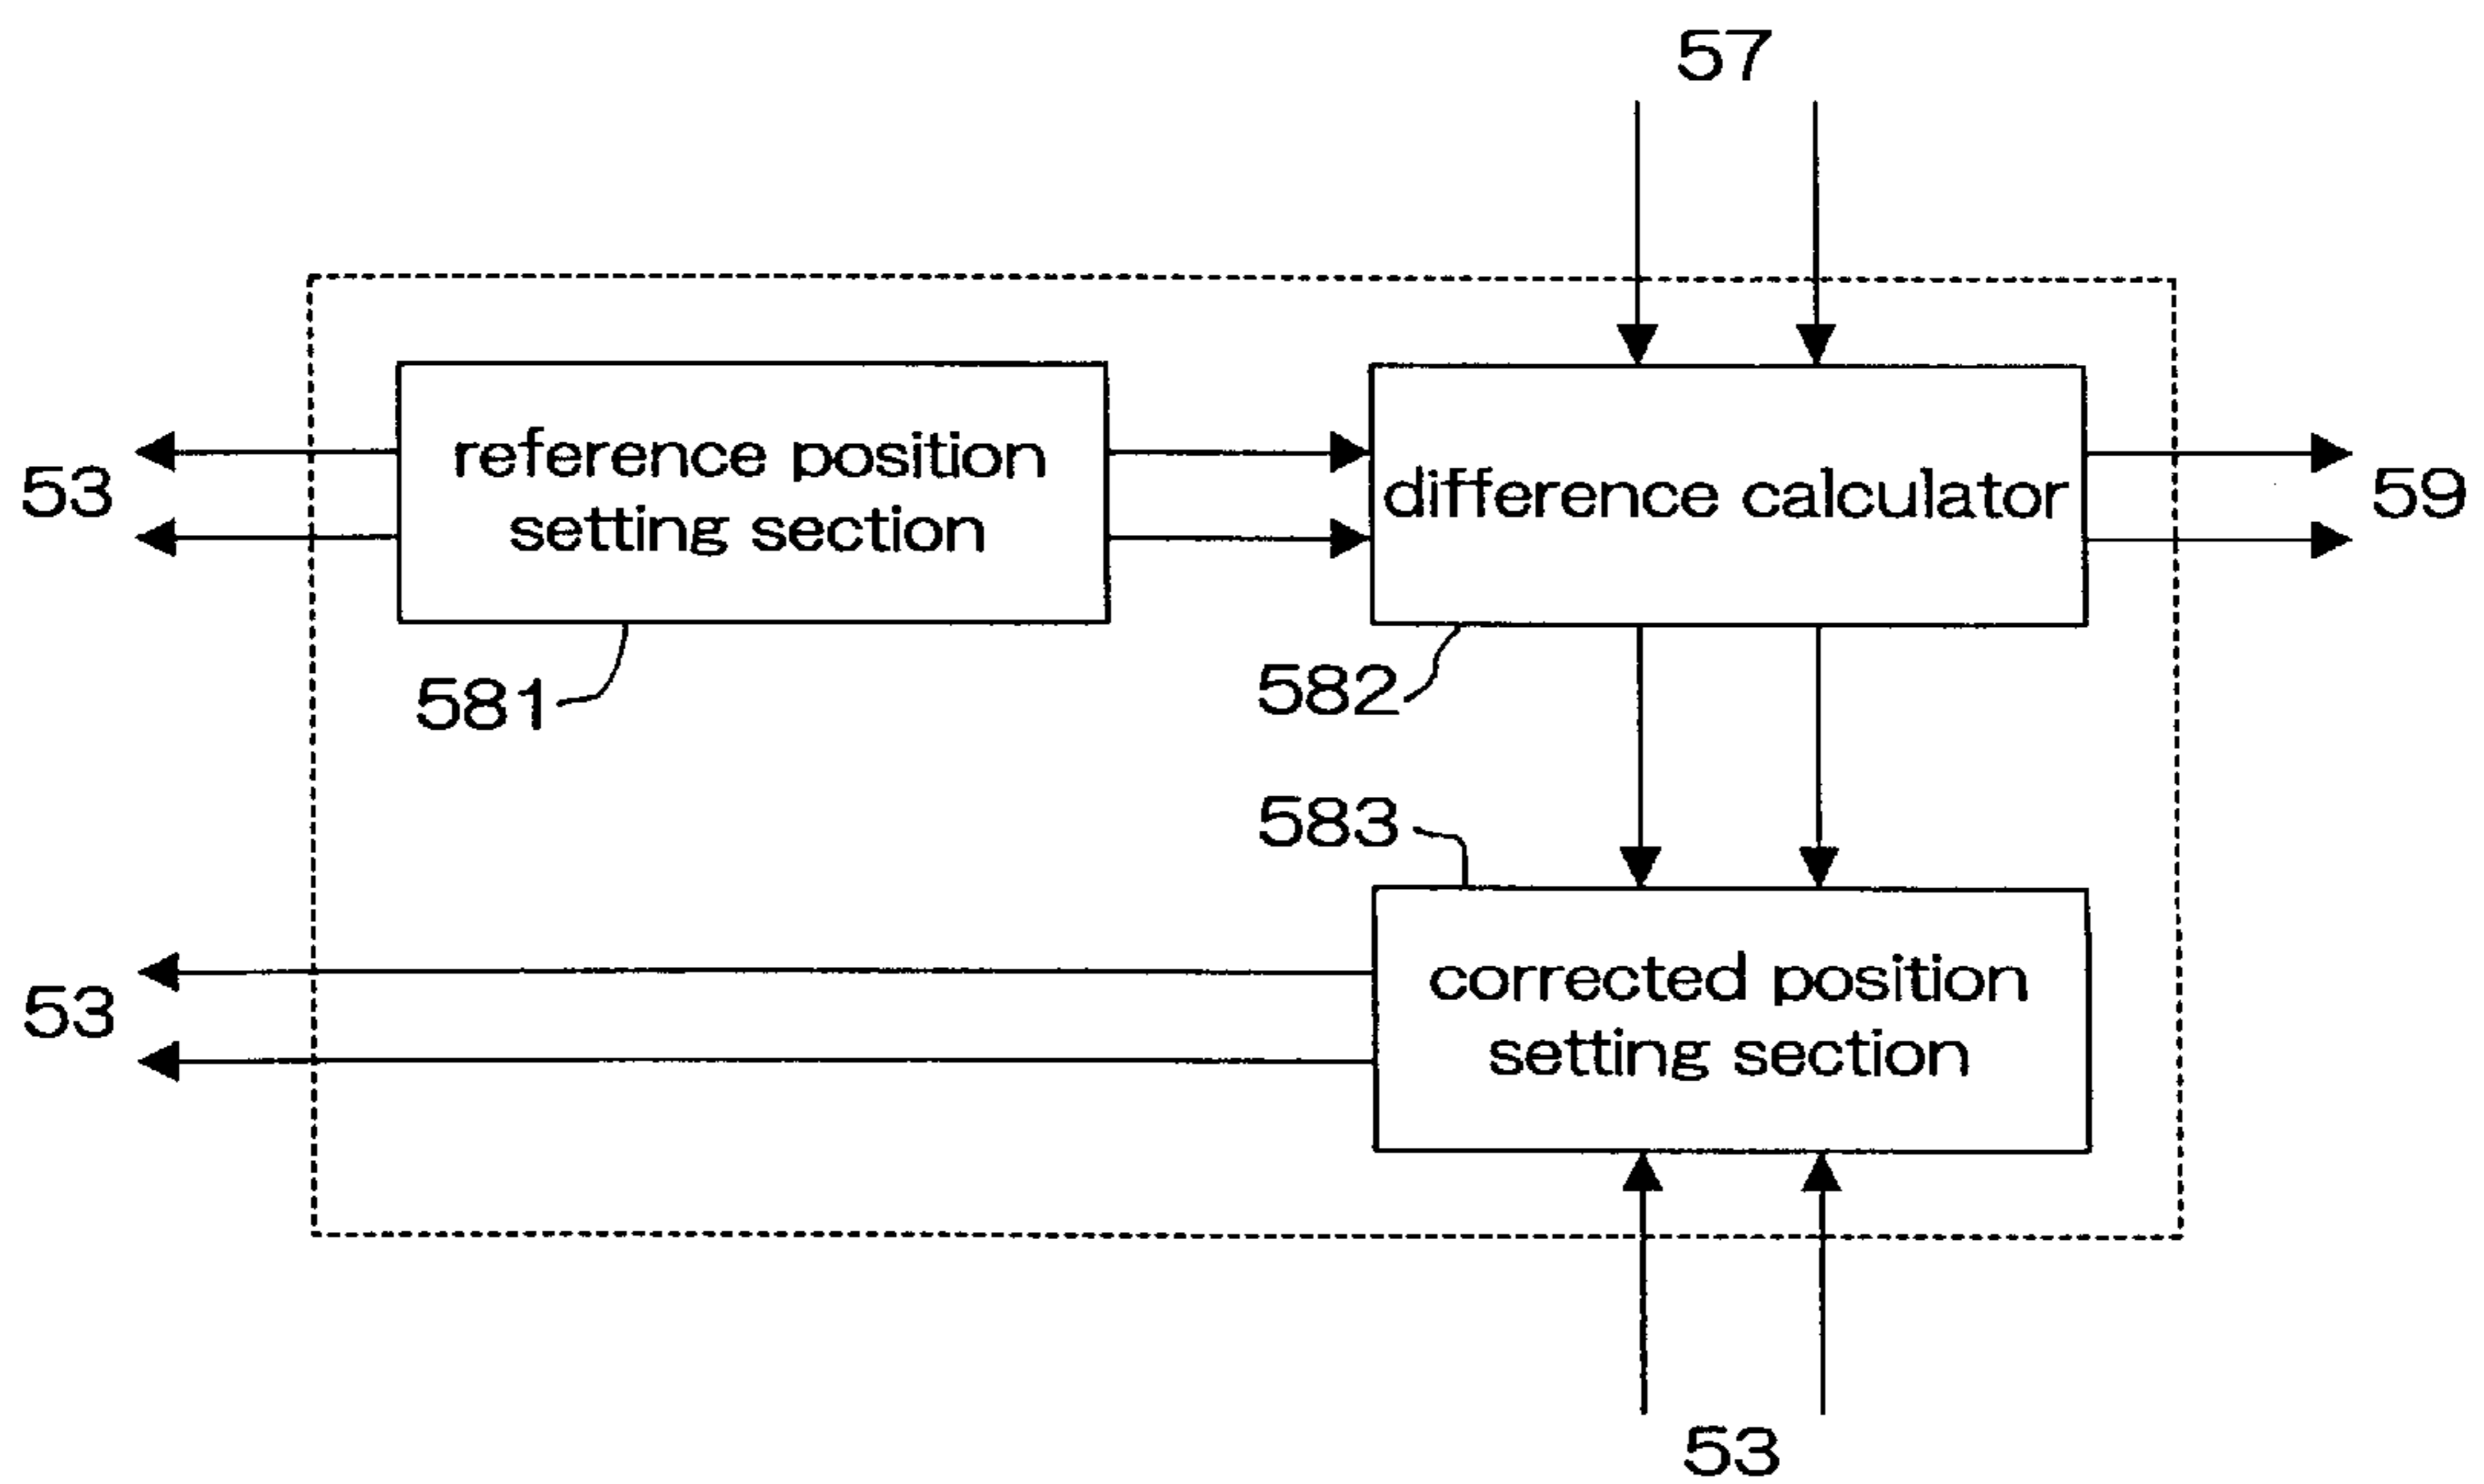 57
reference position
setting section
53
difference calculator
59
581
582
583
53
corrected position
setting section
53